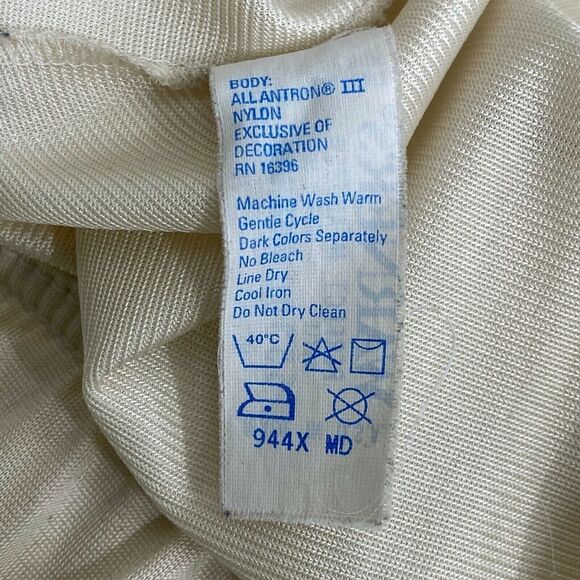 BODY:
ALL ANTRON® III
NYLON
EXCLUSIVE OF
DECORATION
RN 16396
Machine Wash Warm
Gentle Cycle
Dark Colors Separately
No Bleach
Line Dry
Cool Iron
Do Not Dry Clean
40°C
944X MD